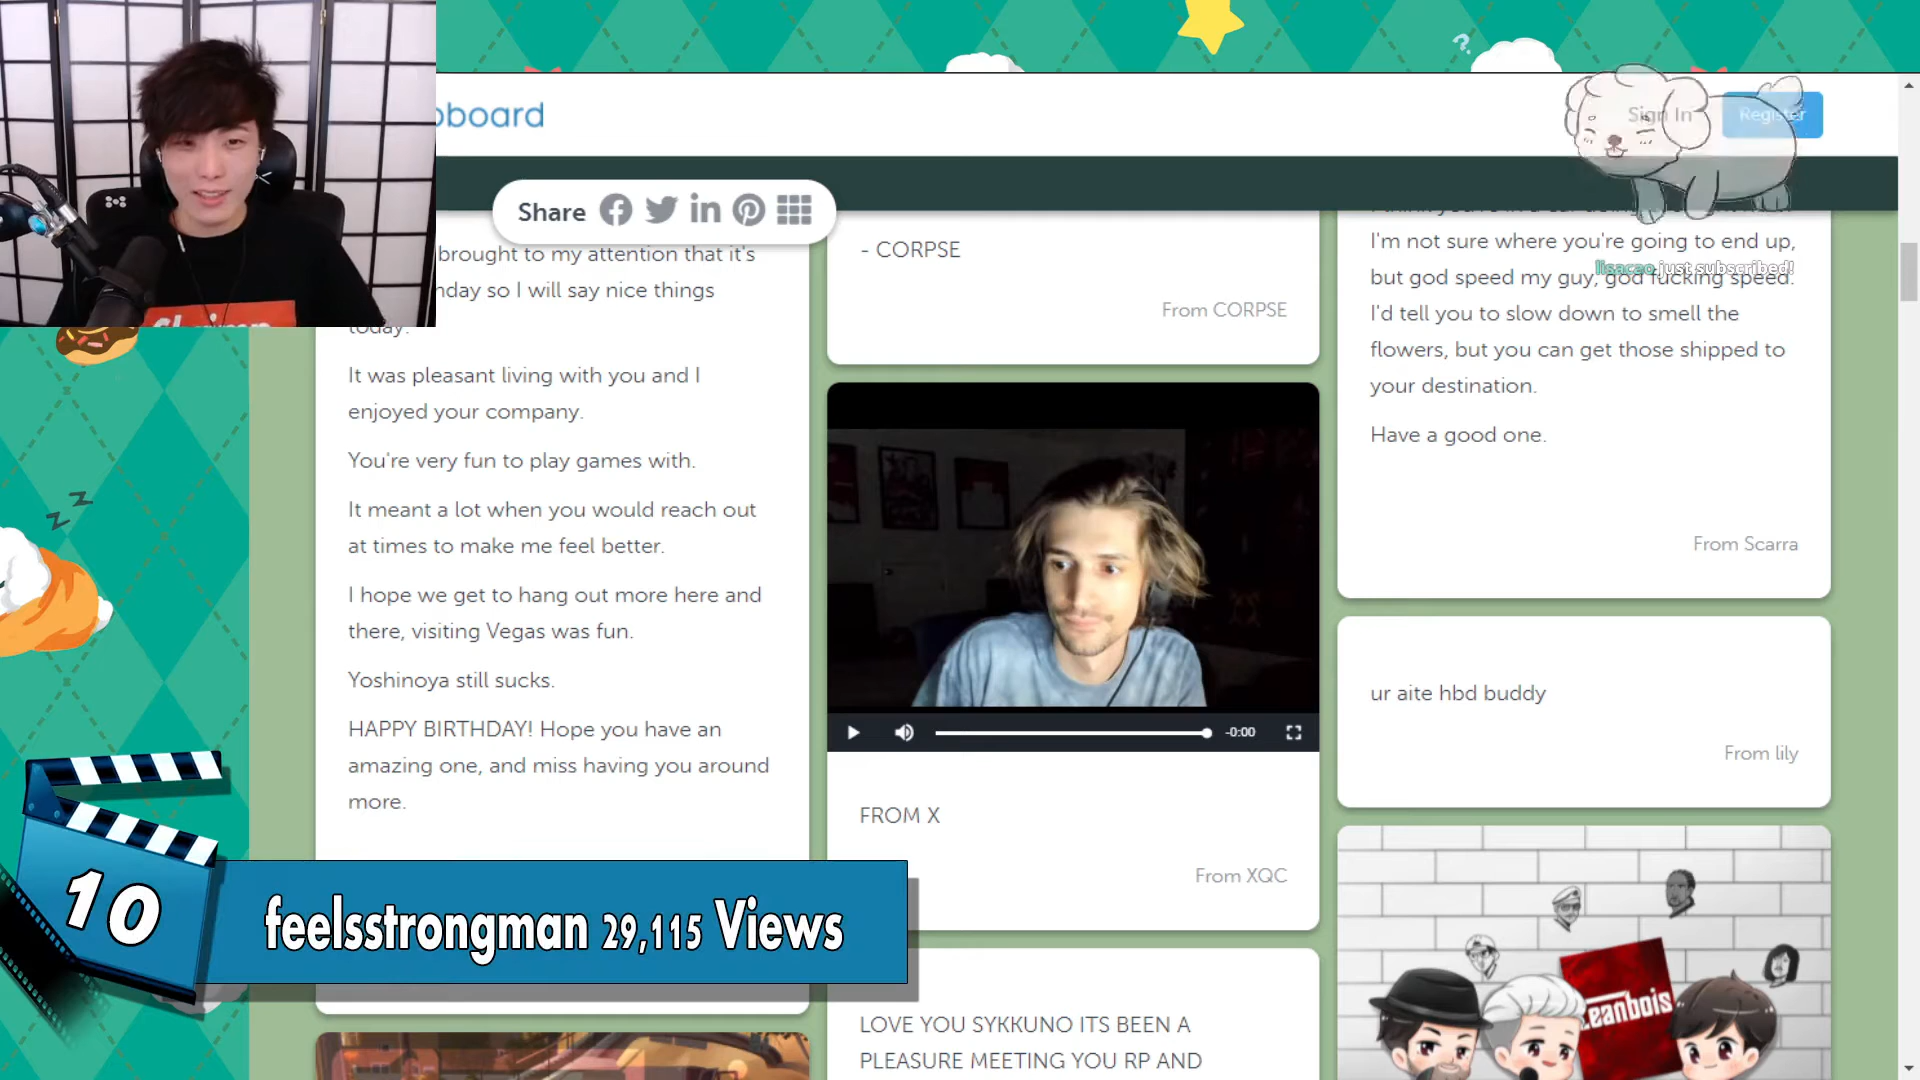 oboard
Sign In
Register
Share
brought to my attention that it's
nday so I will say nice things
today.
It was pleasant living with you and I
enjoyed your company.
You're very fun to play games with.
It meant a lot when you would reach out
at times to make me feel better.
I hope we get to hang out more here and
there, visiting Vegas was fun.
Yoshinoya still sucks.
HAPPY BIRTHDAY! Hope you have an
amazing one, and miss having you around
more.
- CORPSE
From CORPSE
-0:00
FROM X
From XQC
LOVE YOU SYKKUNO ITS BEEN A
PLEASURE MEETING YOU RP AND
I'm not sure where you're going to end up,
lisacao just subscribed!
but god speed my guy, god fucking speed.
I'd tell you to slow down to smell the
flowers, but you can get those shipped to
your destination.
Have a good one.
From Scarra
ur aite hbd buddy
From lily
Leanbois
z
z
?
10
feelsstrongman 29,115 Views